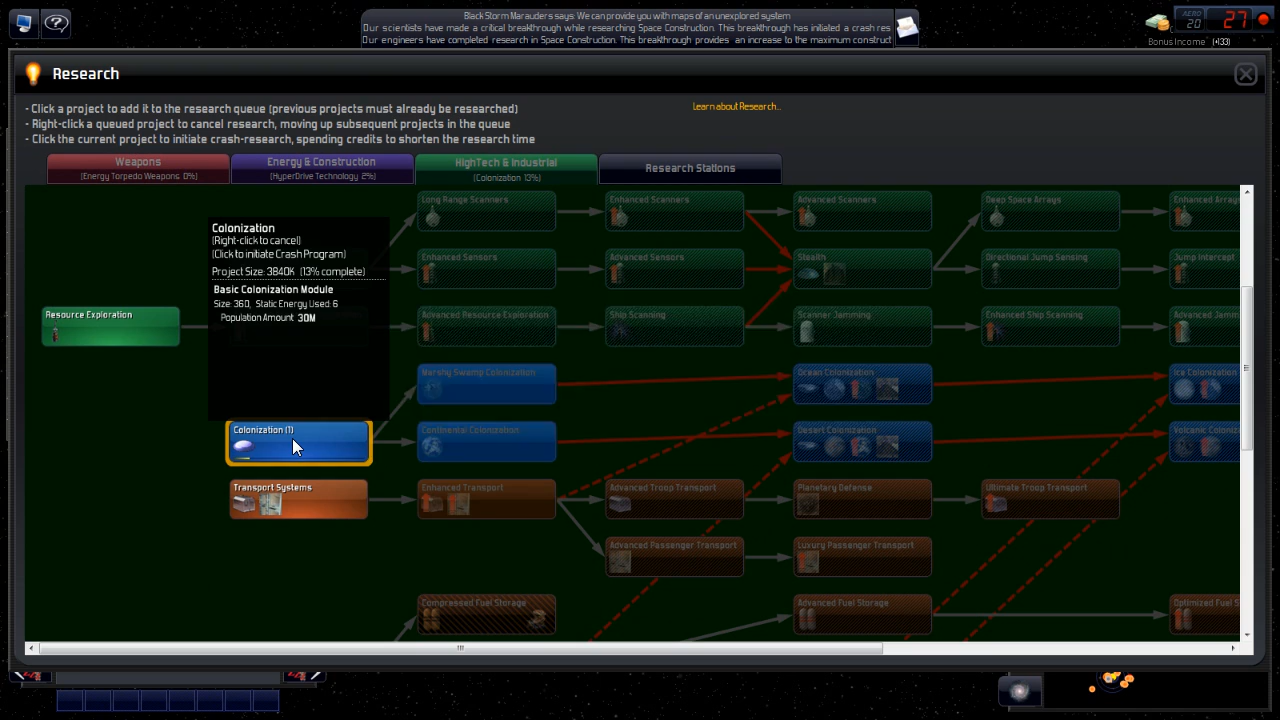 BlackStorm Marauders says: We can provide you with maps of an unexplored system
Our scientists have made a critical breakthrough while researching Space Construction. This breakthrough has initiated a crash res
Our engineers have completed research in Space Construction. This breakthrough provides an increase to the maximum construct
AERO
20
27
Bonus Income (+133)
Research
- Click a project to add it to the research queue (previous projects must already be researched)
- Right-click a queued project to cancel research, moving up subsequent projects in the queue
- Click the current project to initiate crash-research, spending credits to shorten the research time
Learn about Research...
Weapons
(Energy Torpedo Weapons 0%)
Energy & Construction
(HyperDrive Technology 2%)
HighTech & Industrial
(Colonization 13%)
Research Stations
Long Range Scanners
Enhanced Scanners
Advanced Scanners
Deep Space Arrays
Enhanced Arrays
Colonization
(Right-click to cancel)
(Click to initiate Crash Program)
Project Size: 3840K (13% complete)
Basic Colonization Module
Size 360, Static Energy Used 6
Population Amount 30M
Enhanced Sensors
Advanced Sensors
Stealth
Directional Jump Sensing
Jump Intercept
Resource Exploration
Advanced Resource Exploration
Ship Scanning
Scanner Jamming
Enhanced Ship Scanning
Advanced Jamm
Marshy Swamp Colonization
Ocean Colonization
Ice Colonization
Colonization (1)
Continental Colonization
Desert Colonization
Volcanic Coloniz
Transport Systems
Enhanced Transport
Advanced Troop Transport
Planetary Defense
Ultimate Troop Transport
Advanced Passenger Transport
Luxury Passenger Transport
Compressed Fuel Storage
Advanced Fuel Storage
Optimized Fuel S